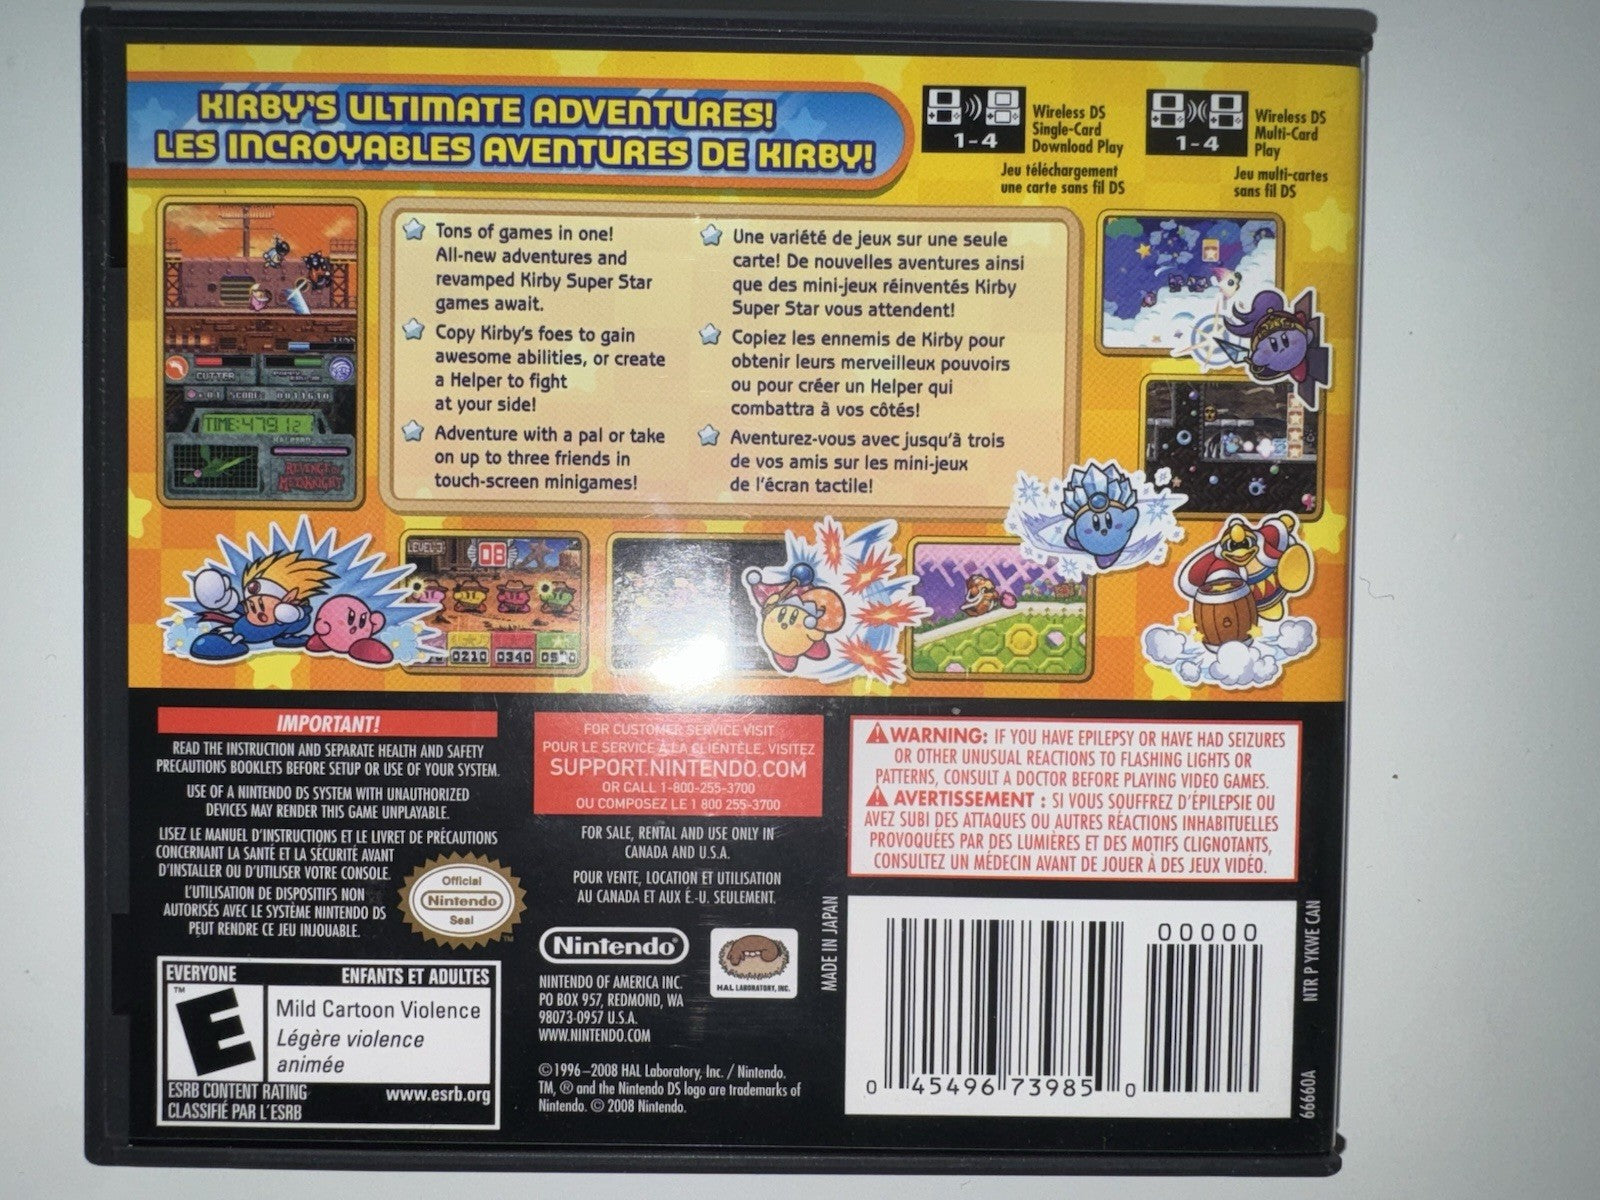 KIRBY'S ULTIMATE ADVENTURES!
LES INCROYABLES AVENTURES DE KIRBY!
1-4
Wireless DS
Single-Card
Download Play
Jeu téléchargement
une carte sans fil DS
1-4
Wireless DS
Multi-Card
Play
Jeu multi-cartes
sans fil DS
CUTTER
TIME:4791
REVENGE OF
METAKNIGHT
Tons of games in one!
All-new adventures and
revamped Kirby Super Star
games await.
Copy Kirby's foes to gain
awesome abilities, or create
a Helper to fight
at your side!
Adventure with a pal or take
on up to three friends in
touch-screen minigames!
Une variété de jeux sur une seule
carte! De nouvelles aventures ainsi
que des mini-jeux réinventés Kirby
Super Star vous attendent!
Copiez les ennemis de Kirby pour
obtenir leurs merveilleux pouvoirs
ou pour créer un Helper qui
combattra à vos côtés!
Aventurez-vous avec jusqu'à trois
de vos amis sur les mini-jeux
de l'écran tactile!
08
0210 0340
IMPORTANT!
READ THE INSTRUCTION AND SEPARATE HEALTH AND SAFETY
PRECAUTIONS BOOKLETS BEFORE SETUP OR USE OF YOUR SYSTEM.
USE OF A NINTENDO DS SYSTEM WITH UNAUTHORIZED
DEVICES MAY RENDER THIS GAME UNPLAYABLE.
LISEZ LE MANUEL D'INSTRUCTIONS ET LE LIVRET DE PRÉCAUTIONS
CONCERNANT LA SANTÉ ET LA SÉCURITÉ AVANT
D'INSTALLER OU D'UTILISER VOTRE CONSOLE.
L'UTILISATION DE DISPOSITIFS NON
AUTORISÉS AVEC LE SYSTÈME NINTENDO DS
PEUT RENDRE CE JEU INJOUABLE.
Official
Nintendo
Seal
TM
EVERYONE ENFANTS ET ADULTES
TM
E
Mild Cartoon Violence
Légère violence
animée
ESRB CONTENT RATING www.esrb.org
CLASSIFIÉ PAR L'ESRB
FOR CUSTOMER SERVICE VISIT
POUR LE SERVICE À LA CLIENTÈLE, VISITEZ
SUPPORT.NINTENDO.COM
OR CALL 1-800-255-3700
OU COMPOSEZ LE 1 800 255-3700
FOR SALE, RENTAL AND USE ONLY IN
CANADA AND U.S.A.
POUR VENTE, LOCATION ET UTILISATION
AU CANADA ET AUX É.-U. SEULEMENT.
Nintendo®
HAL LABORATORY, INC.
NINTENDO OF AMERICA INC.
PO BOX 957, REDMOND, WA
98073-0957 U.S.A.
WWW.NINTENDO.COM
©1996–2008 HAL Laboratory, Inc. / Nintendo.
TM, ® and the Nintendo DS logo are trademarks of
Nintendo. © 2008 Nintendo.
WARNING: IF YOU HAVE EPILEPSY OR HAVE HAD SEIZURES
OR OTHER UNUSUAL REACTIONS TO FLASHING LIGHTS OR
PATTERNS, CONSULT A DOCTOR BEFORE PLAYING VIDEO GAMES.
AVERTISSEMENT : SI VOUS SOUFFREZ D'ÉPILEPSIE OU
AVEZ SUBI DES ATTAQUES OU AUTRES RÉACTIONS INHABITUELLES
PROVOQUÉES PAR DES LUMIÈRES ET DES MOTIFS CLIGNOTANTS,
CONSULTEZ UN MÉDECIN AVANT DE JOUER À DES JEUX VIDÉO.
MADE IN JAPAN
00000
0 45496 73985 0
NTR P YKWE CAN
66660A